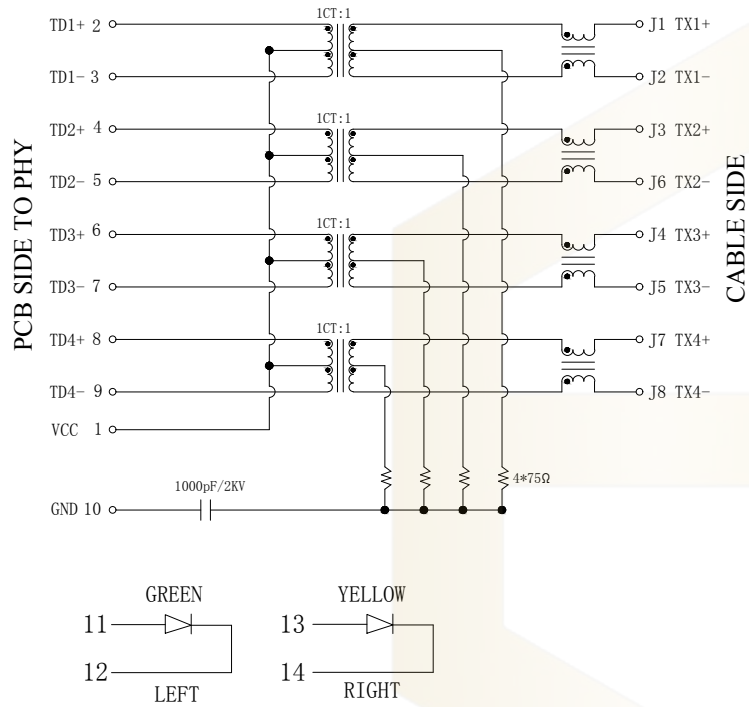 1CT:1
TD1+ 2
J1 TX1+
TD1- 3
J2 TX1-
1CT:1
TD2+ 4
J3 TX2+
TD2- 5
J6 TX2-
1CT:1
TD3+ 6
J4 TX3+
TD3- 7
J5 TX3-
1CT:1
TD4+ 8
J7 TX4+
TD4- 9
J8 TX4-
VCC 1
PCB SIDE TO PHY
CABLE SIDE
4*75Ω
1000pF/2KV
GND 10
GREEN
11
12
LEFT
YELLOW
13
14
RIGHT